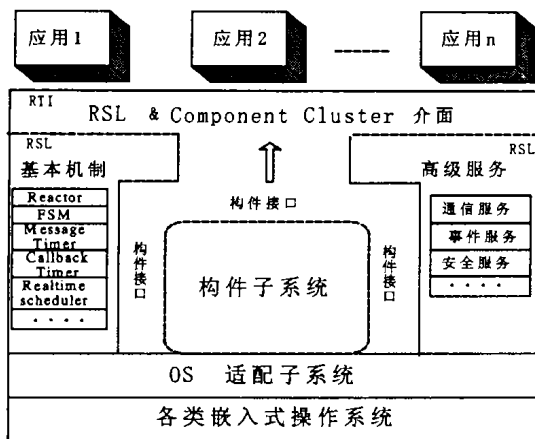 应用1
应用2
应用n
RTI
RSL & Component Cluster 介面
RSL
基本机制
Reactor
FSM
Message
Timer
Callback
Timer
Realtime
scheduler
····
构件接口
构件接口
构件子系统
构件接口
RSL
高级服务
通信服务
事件服务
安全服务
····
OS 适配子系统
各类嵌入式操作系统